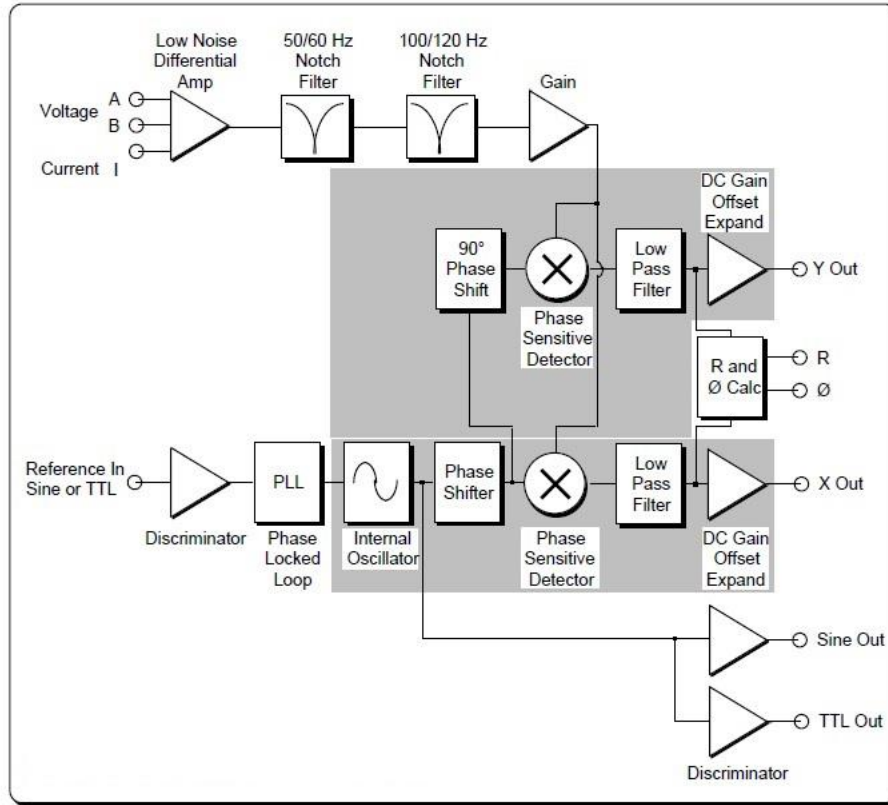 Low Noise
Differential
Amp
50/60 Hz
Notch
Filter
100/120 Hz
Notch
Filter
Gain
Voltage
A
B
Current
I
DC Gain
Offset
Expand
90°
Phase
Shift
Low
Pass
Filter
Y Out
Phase
Sensitive
Detector
R and
Ø Calc
R
Ø
Reference In
Sine or TTL
PLL
Phase
Shifter
Low
Pass
Filter
X Out
Discriminator
Phase
Locked
Loop
Internal
Oscillator
Phase
Sensitive
Detector
DC Gain
Offset
Expand
Sine Out
TTL Out
Discriminator